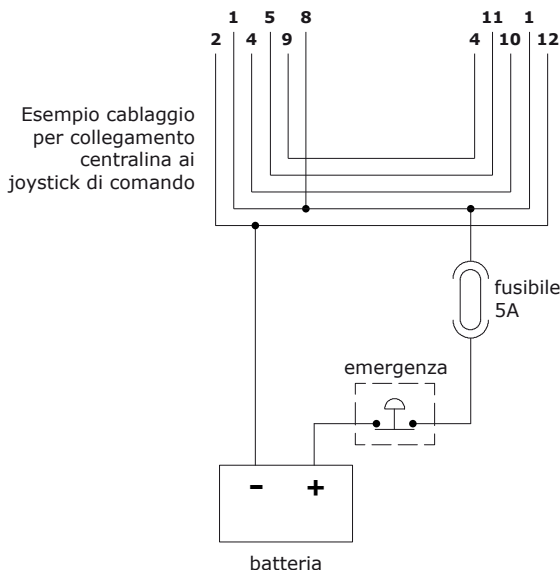 1 5 8 11 1
2 4 9 4 10 12
Esempio cablaggio
per collegamento
centralina ai
joystick di comando
fusibile
5A
emergenza
- +
batteria